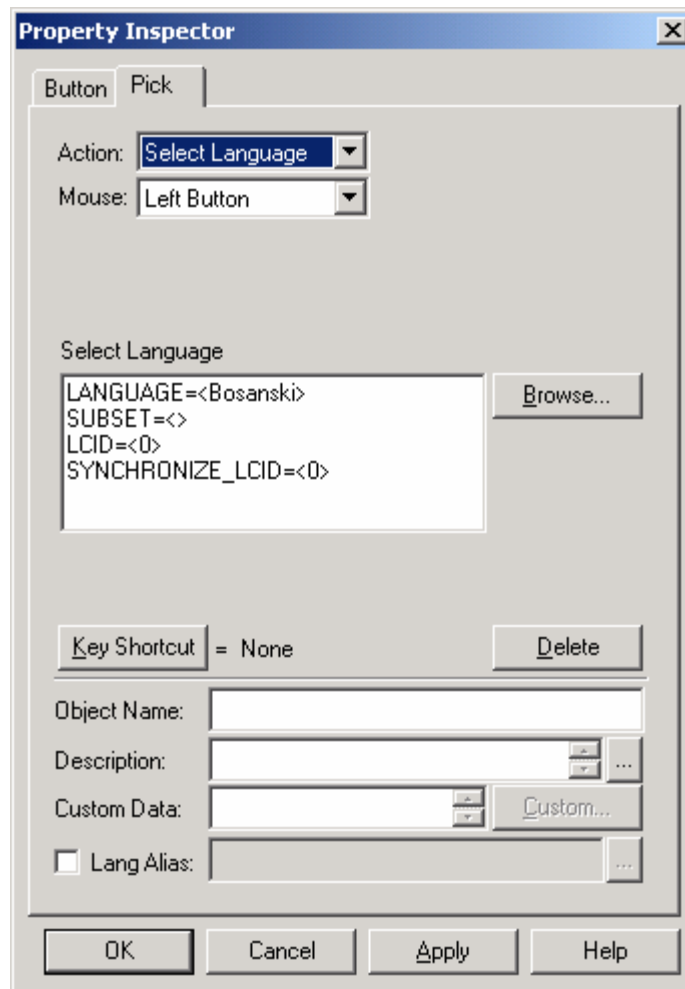 Property Inspector
Button Pick
Action: Select Language
Mouse: Left Button
Select Language
LANGUAGE=<Bosanski>
SUBSET=<>
LCID=<0>
SYNCHRONIZE_LCID=<0>
Browse...
Key Shortcut = None
Delete
Object Name:
Description: ...
Custom Data: Custom...
Lang Alias: ...
OK Cancel Apply Help